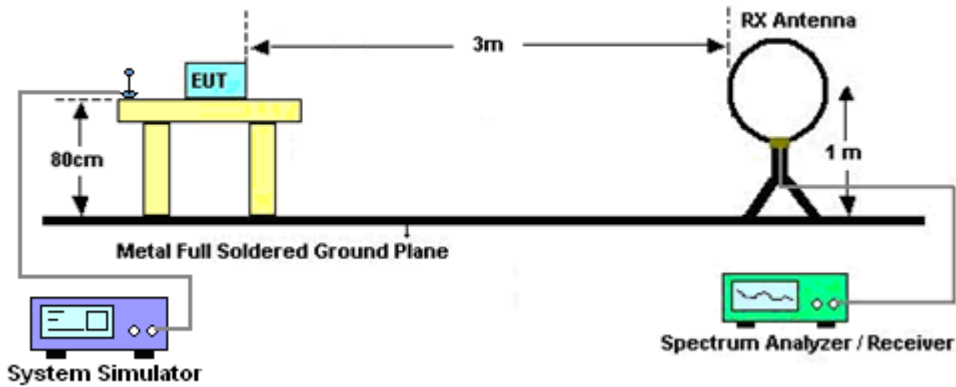 RX Antenna
3m
EUT
80cm
1 m
Metal Full Soldered Ground Plane
Spectrum Analyzer / Receiver
System Simulator